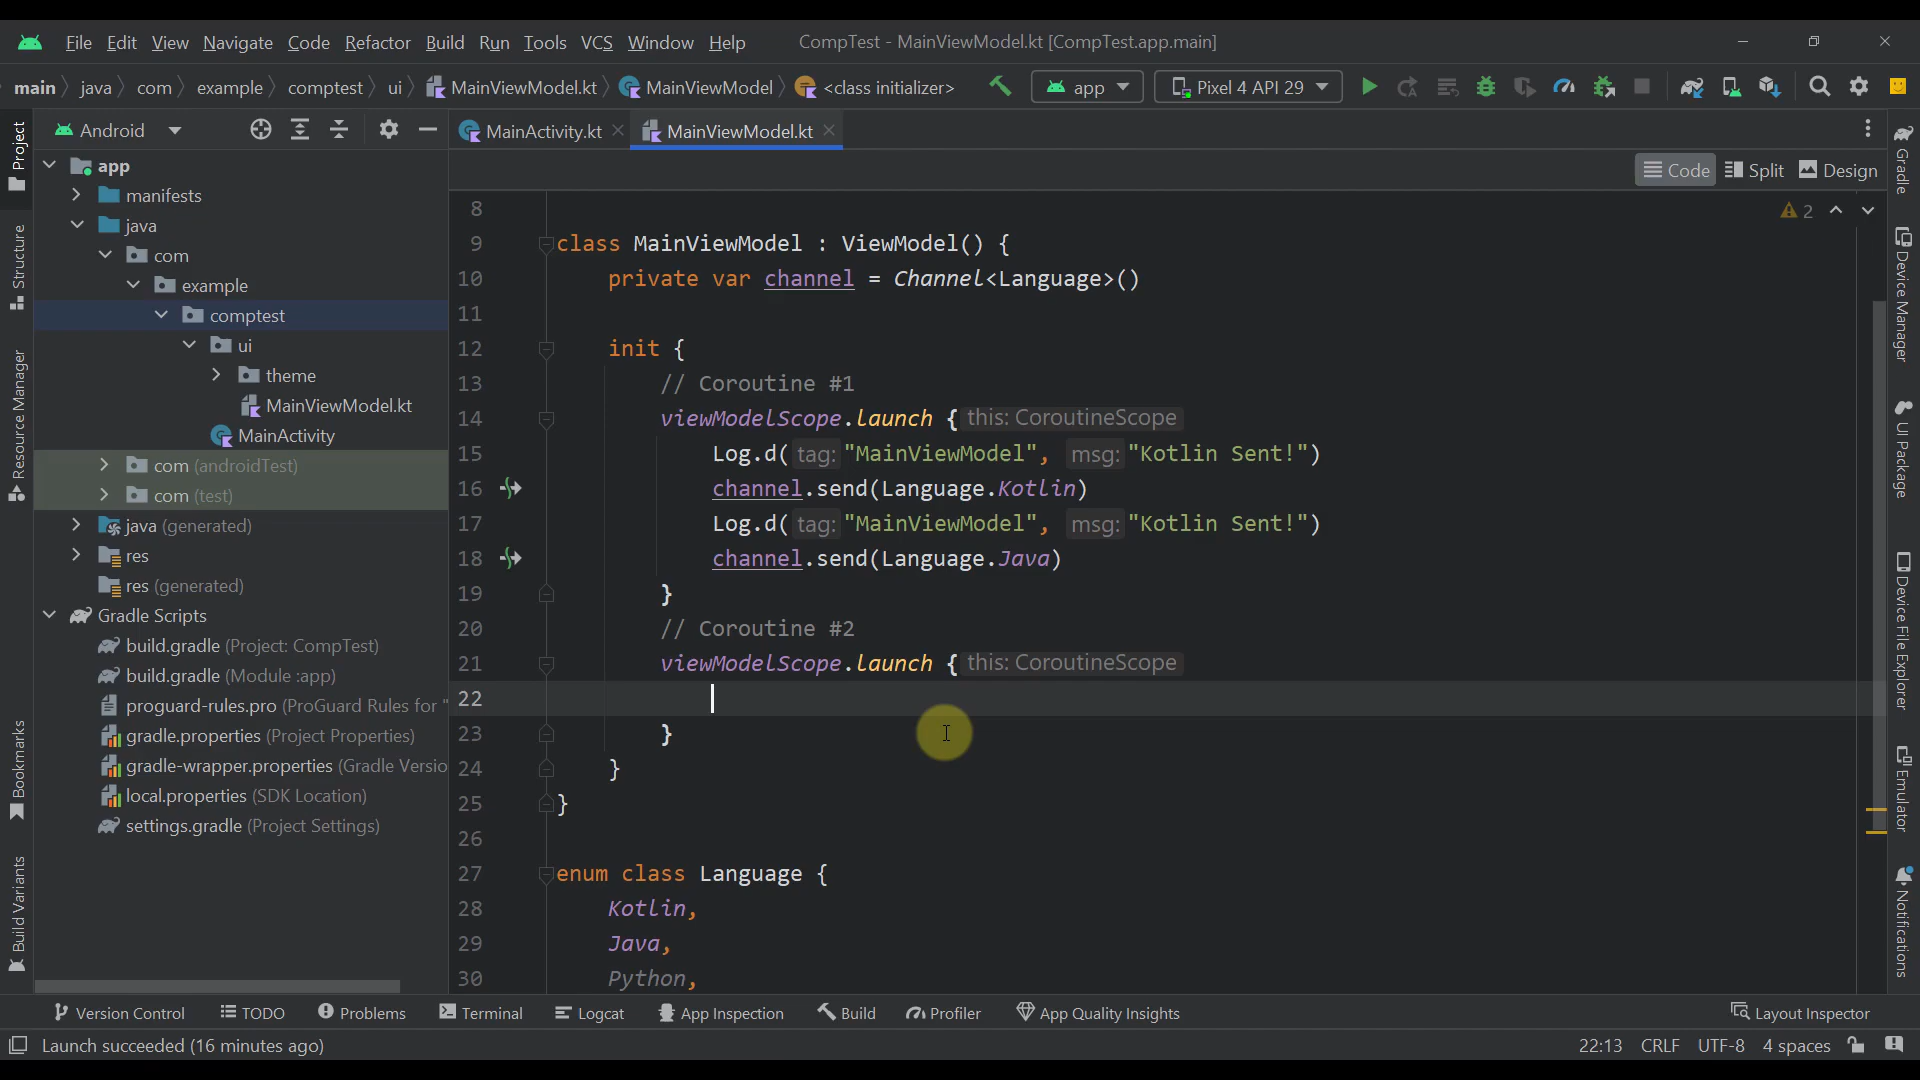 File Edit View Navigate Code Refactor Build Run Tools VCS Window Help CompTest - MainViewModel.kt [CompTest.app.main]
main java com example comptest ui MainViewModel.kt MainViewModel <class initializer> app Pixel 4 API 29
Android
MainActivity.kt MainViewModel.kt
Code Split Design
Project
Structure
Resource Manager
Bookmarks
Build Variants
app
manifests
java
com
example
comptest
ui
theme
MainViewModel.kt
MainActivity
com (androidTest)
com (test)
java (generated)
res
res (generated)
Gradle Scripts
build.gradle (Project: CompTest)
build.gradle (Module :app)
proguard-rules.pro (ProGuard Rules for "
gradle.properties (Project Properties)
gradle-wrapper.properties (Gradle Versio
local.properties (SDK Location)
settings.gradle (Project Settings)
2
8
9 class MainViewModel : ViewModel() {
10 private var channel = Channel<Language>()
11
12 init {
13 // Coroutine #1
14 viewModelScope.launch { this: CoroutineScope
15 Log.d( tag: "MainViewModel", msg: "Kotlin Sent!")
16 channel.send(Language.Kotlin)
17 Log.d( tag: "MainViewModel", msg: "Kotlin Sent!")
18 channel.send(Language.Java)
19 }
20 // Coroutine #2
21 viewModelScope.launch { this: CoroutineScope
22
23 }
24 }
25 }
26
27 enum class Language {
28 Kotlin,
29 Java,
30 Python,
Gradle
Device Manager
UI Package
Device File Explorer
Emulator
Notifications
Version Control TODO Problems Terminal Logcat App Inspection Build Profiler App Quality Insights Layout Inspector
Launch succeeded (16 minutes ago) 22:13 CRLF UTF-8 4 spaces